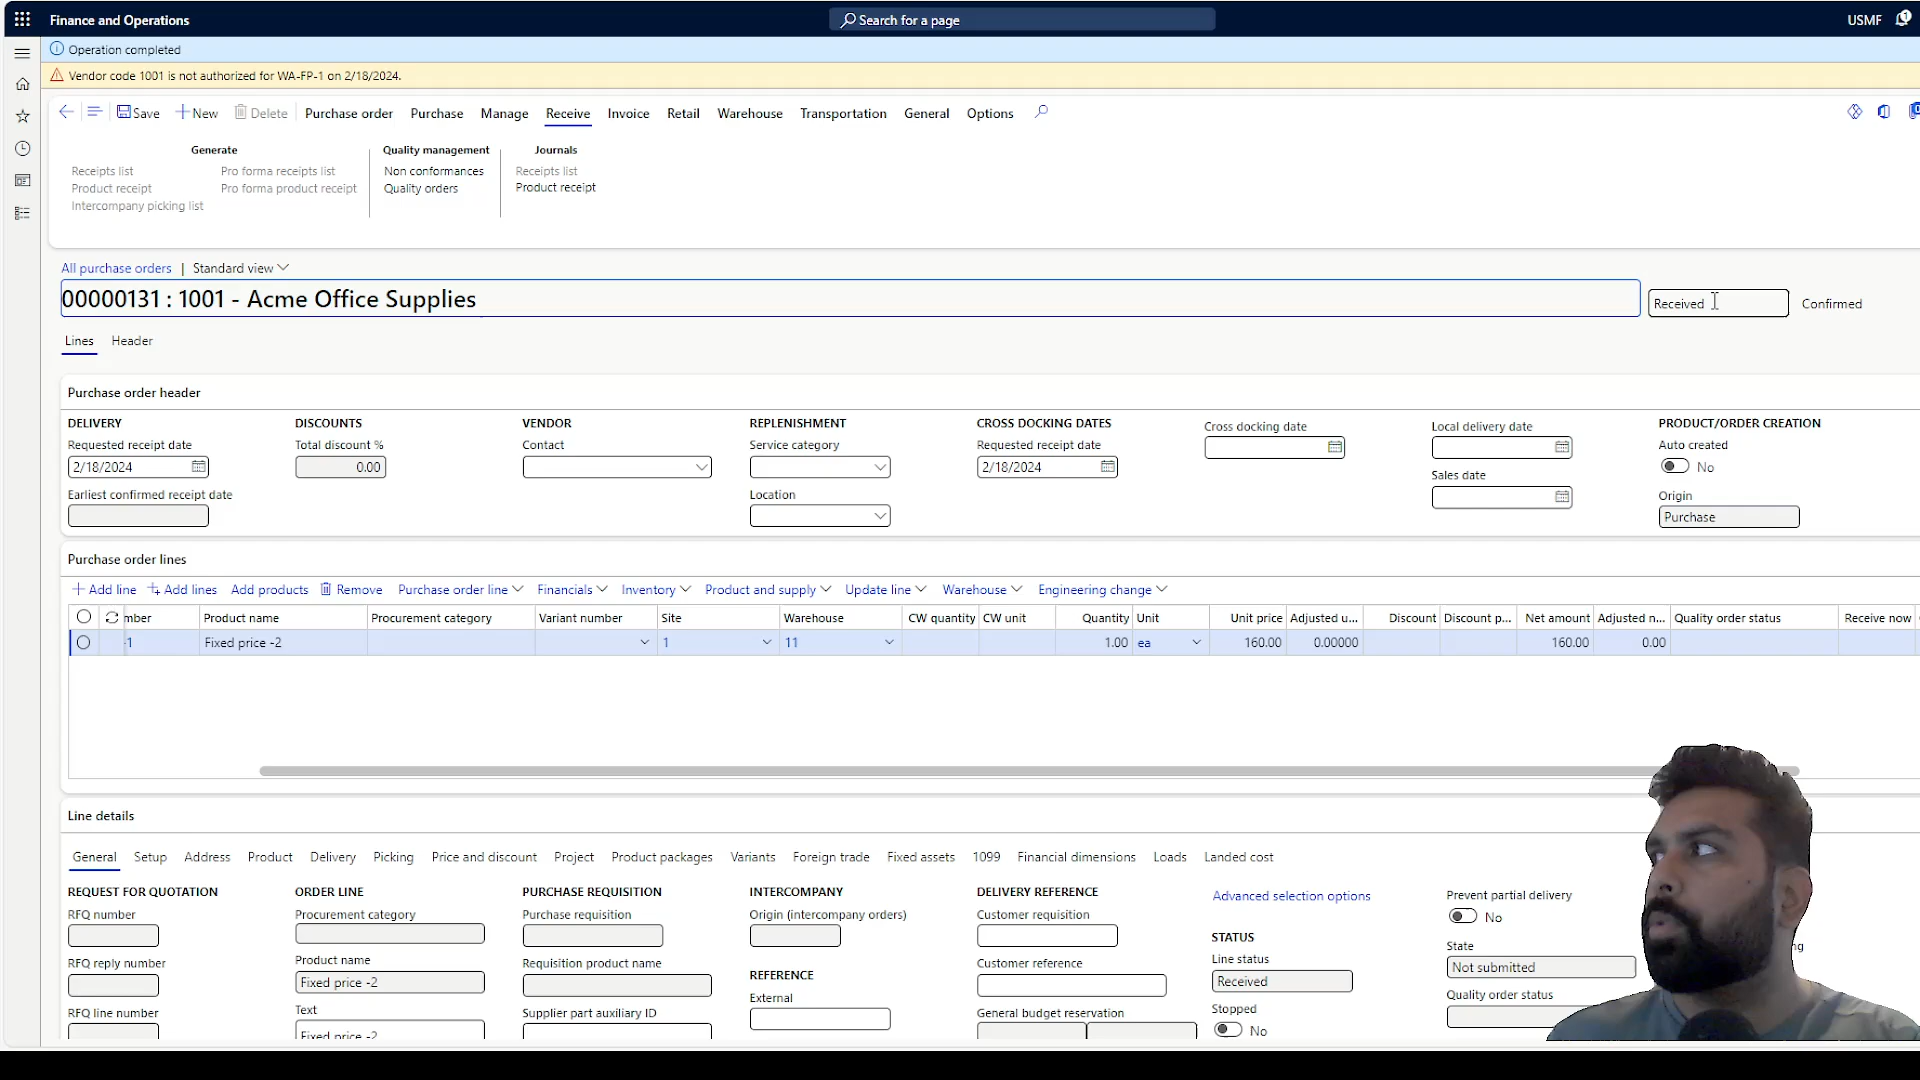 Finance and Operations
Search for a page
USMF
1
Operation completed
Vendor code 1001 is not authorized for WA-FP-1 on 2/18/2024.
Save New Delete Purchase order Purchase Manage Receive Invoice Retail Warehouse Transportation General Options
Generate
Receipts list
Product receipt
Intercompany picking list
Pro forma receipts list
Pro forma product receipt
Quality management
Non conformances
Quality orders
Journals
Receipts list
Product receipt
All purchase orders | Standard view
00000131 : 1001 - Acme Office Supplies
Received
Confirmed
Lines Header
Purchase order header
DELIVERY
Requested receipt date
2/18/2024
Earliest confirmed receipt date
DISCOUNTS
Total discount %
0.00
VENDOR
Contact
REPLENISHMENT
Service category
Location
CROSS DOCKING DATES
Requested receipt date
2/18/2024
Cross docking date
Local delivery date
Sales date
PRODUCT/ORDER CREATION
Auto created
No
Origin
Purchase
Purchase order lines
Add line Add lines Add products Remove Purchase order line Financials Inventory Product and supply Update line Warehouse Engineering change
mber Product name Procurement category Variant number Site Warehouse CW quantity CW unit Quantity Unit Unit price Adjusted u... Discount Discount p... Net amount Adjusted n... Quality order status Receive now
-1 Fixed price -2 1 11 1.00 ea 160.00 0.00000 160.00 0.00
Line details
General Setup Address Product Delivery Picking Price and discount Project Product packages Variants Foreign trade Fixed assets 1099 Financial dimensions Loads Landed cost
REQUEST FOR QUOTATION
RFQ number
RFQ reply number
RFQ line number
ORDER LINE
Procurement category
Product name
Fixed price -2
Text
Fixed price -2
PURCHASE REQUISITION
Purchase requisition
Requisition product name
Supplier part auxiliary ID
INTERCOMPANY
Origin (intercompany orders)
REFERENCE
External
DELIVERY REFERENCE
Customer requisition
Customer reference
General budget reservation
Advanced selection options
STATUS
Line status
Received
Stopped
No
Prevent partial delivery
No
State
Not submitted
Quality order status
ng